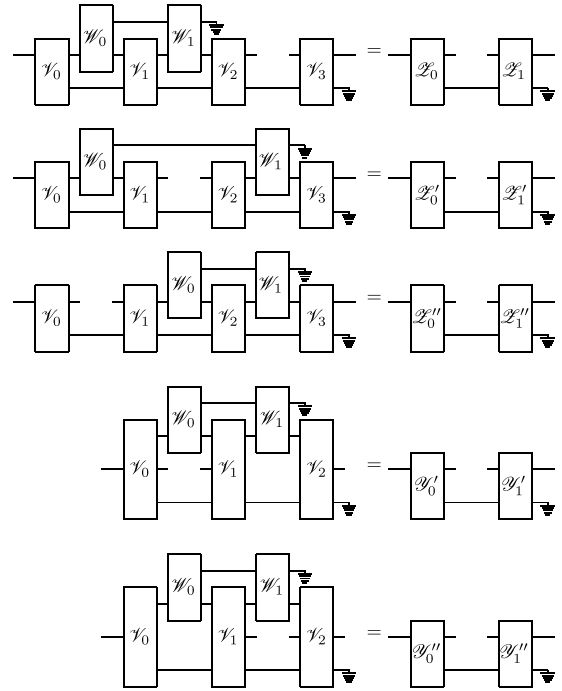 𝒲₀ 𝒲₁
𝒱₀ 𝒱₁ 𝒱₂ 𝒱₃ = 𝒵₀ 𝒵₁
𝒲₀ 𝒲₁
𝒱₀ 𝒱₁ 𝒱₂ 𝒱₃ = 𝒵₀′ 𝒵₁′
𝒲₀ 𝒲₁
𝒱₀ 𝒱₁ 𝒱₂ 𝒱₃ = 𝒵₀″ 𝒵₁″
𝒲₀ 𝒲₁
𝒱₀ 𝒱₁ 𝒱₂ = 𝒴₀′ 𝒴₁′
𝒲₀ 𝒲₁
𝒱₀ 𝒱₁ 𝒱₂ = 𝒴₀″ 𝒴₁″